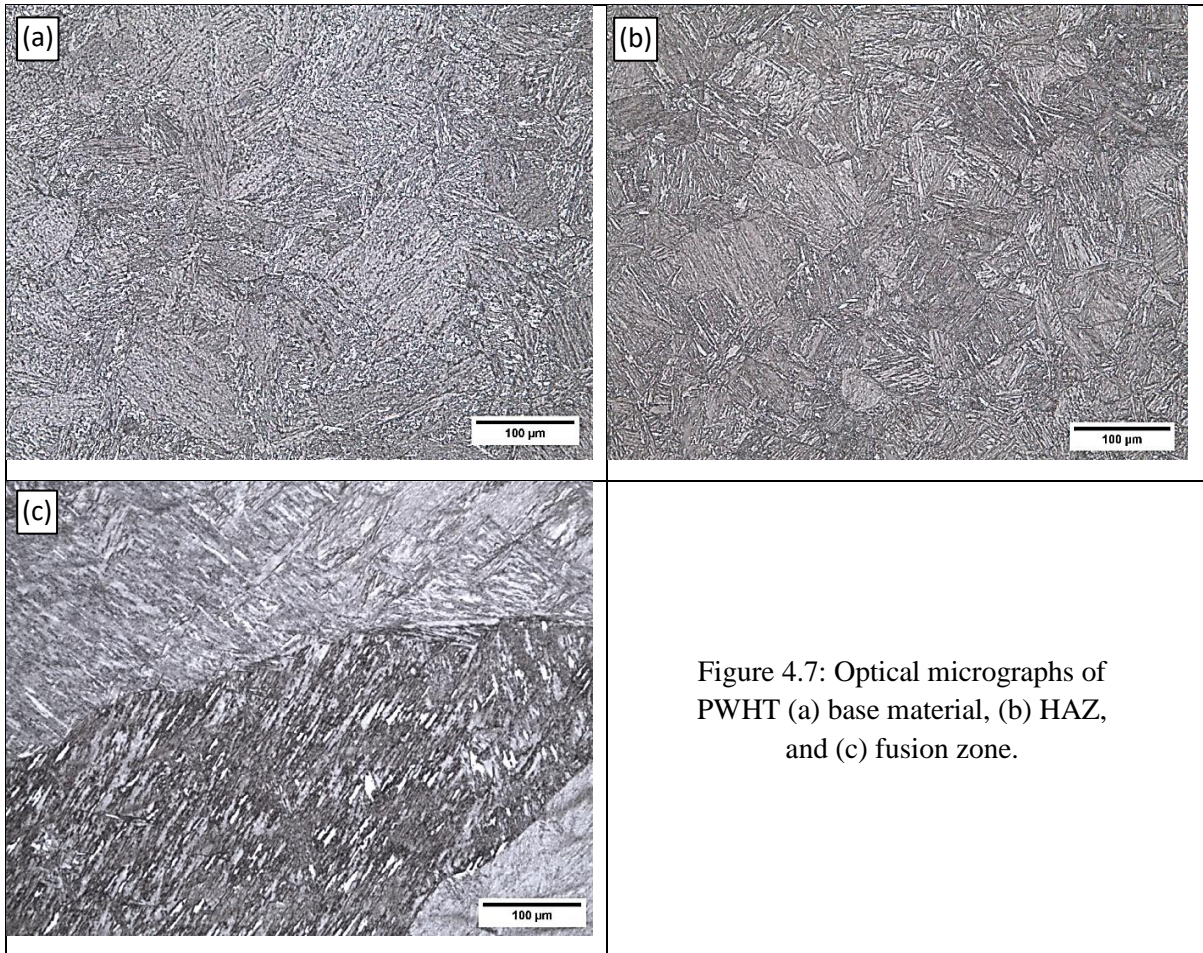 (a)
100 µm
(b)
100 µm
(c)
100 µm
Figure 4.7: Optical micrographs of
PWHT (a) base material, (b) HAZ,
and (c) fusion zone.